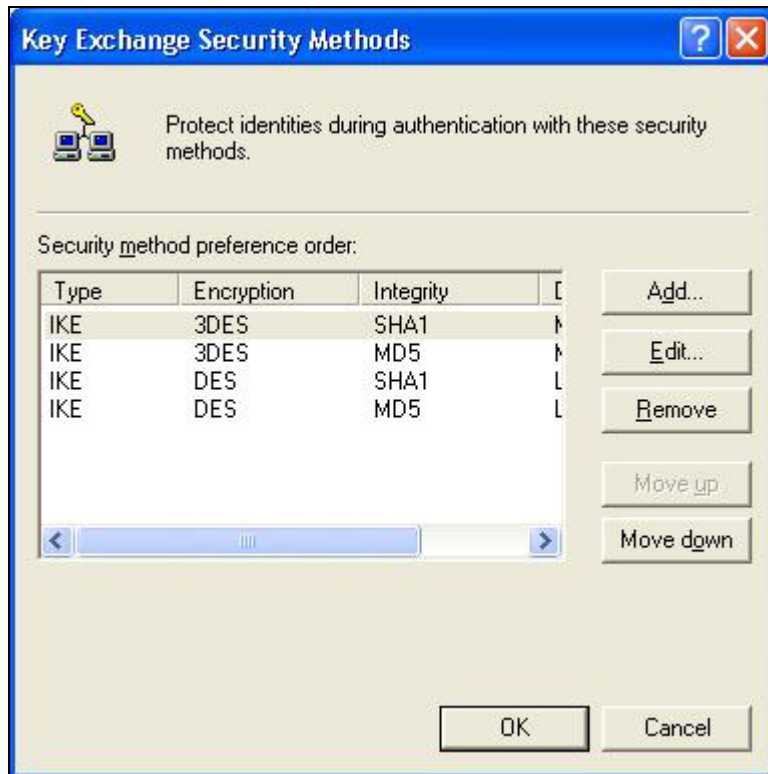 Key Exchange Security Methods
Protect identities during authentication with these security
methods.
Security method preference order:
Type Encryption Integrity
IKE 3DES SHA1
IKE 3DES MD5
IKE DES SHA1
IKE DES MD5
Add...
Edit...
Remove
Move up
Move down
OK Cancel